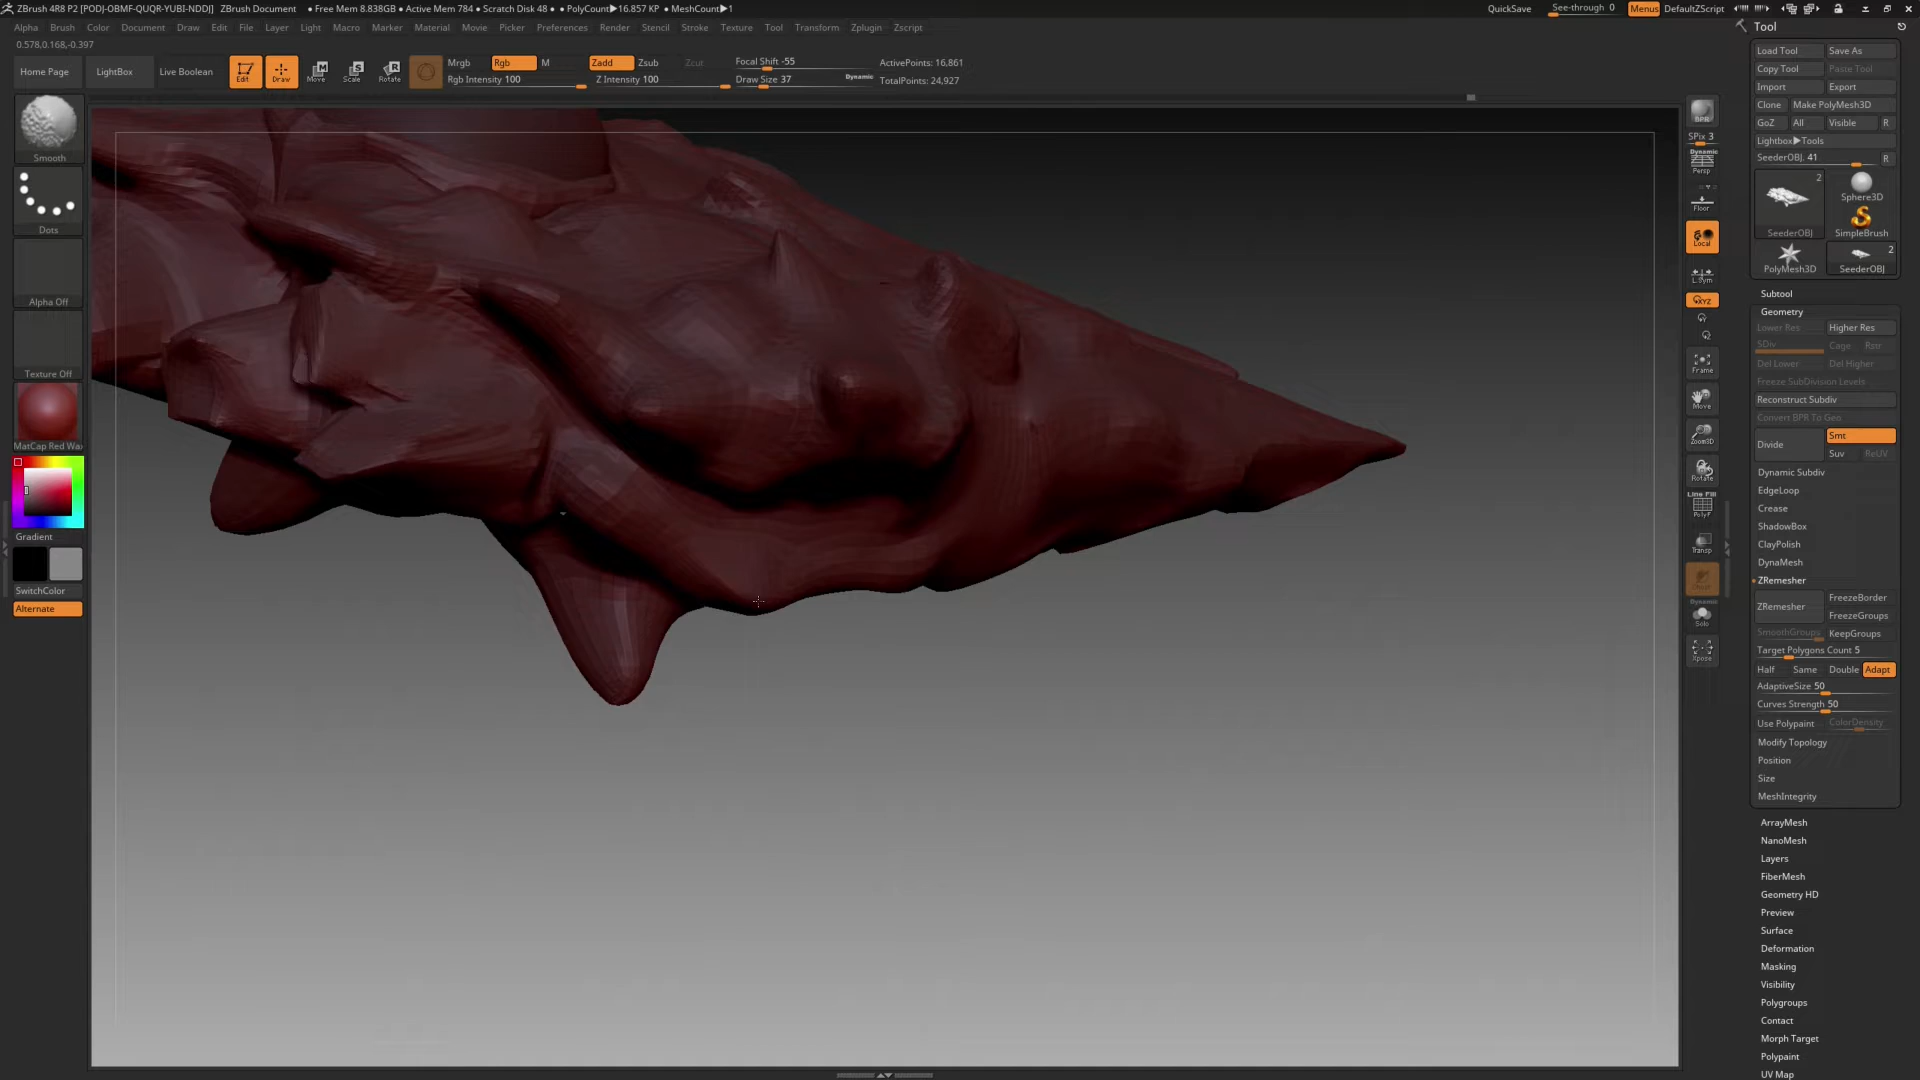 ZBrush 4R8 P2 [PODJ-OBMF-QUQR-YUBI-NDDJ] ZBrush Document • Free Mem 8.838GB • Active Mem 784 • Scratch Disk 48 • • PolyCount▶16.857 KP • MeshCount▶1 QuickSave See-through 0 Menus DefaultZScript
Alpha Brush Color Document Draw Edit File Layer Light Macro Marker Material Movie Picker Preferences Render Stencil Stroke Texture Tool Transform Zplugin Zscript
0.578,0.168,-0.397
Home Page LightBox Live Boolean Edit Draw Move Scale Rotate
Mrgb Rgb M Zadd Zsub Zcut
Rgb Intensity 100 Z Intensity 100
Focal Shift -55
Draw Size 37 Dynamic
ActivePoints: 16,861
TotalPoints: 24,927
Smooth
Dots
Alpha Off
Texture Off
MatCap Red Wax
Gradient
SwitchColor
Alternate
BPR
SPix 3
Dynamic
Persp
Floor
Local
L.Sym
XYZ
Frame
Move
Zoom3D
Rotate
Line Fill
PolyF
Transp
Dynamic
Solo
Xpose
Tool
Load Tool Save As
Copy Tool Paste Tool
Import Export
Clone Make PolyMesh3D
GoZ All Visible R
Lightbox▶Tools
SeederOBJ. 41 R
2
SeederOBJ
Sphere3D
SimpleBrush
PolyMesh3D
2
SeederOBJ
Subtool
Geometry
Lower Res Higher Res
SDiv Cage Rstr
Del Lower Del Higher
Freeze SubDivision Levels
Reconstruct Subdiv
Convert BPR To Geo
Divide Smt
Suv ReUV
Dynamic Subdiv
EdgeLoop
Crease
ShadowBox
ClayPolish
DynaMesh
ZRemesher
ZRemesher FreezeBorder
FreezeGroups
SmoothGroups KeepGroups
Target Polygons Count 5
Half Same Double Adapt
AdaptiveSize 50
Curves Strength 50
Use Polypaint ColorDensity
Modify Topology
Position
Size
MeshIntegrity
ArrayMesh
NanoMesh
Layers
FiberMesh
Geometry HD
Preview
Surface
Deformation
Masking
Visibility
Polygroups
Contact
Morph Target
Polypaint
UV Map